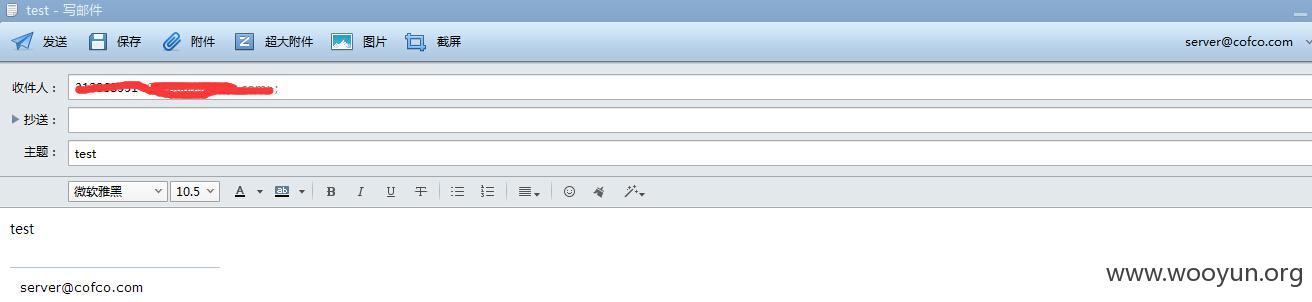 test - 写邮件
发送 保存 附件 超大附件 图片 截屏 server@cofco.com
收件人：
抄送：
主题： test
微软雅黑 10.5 A ab B I U T
test
server@cofco.com
www.wooyun.org